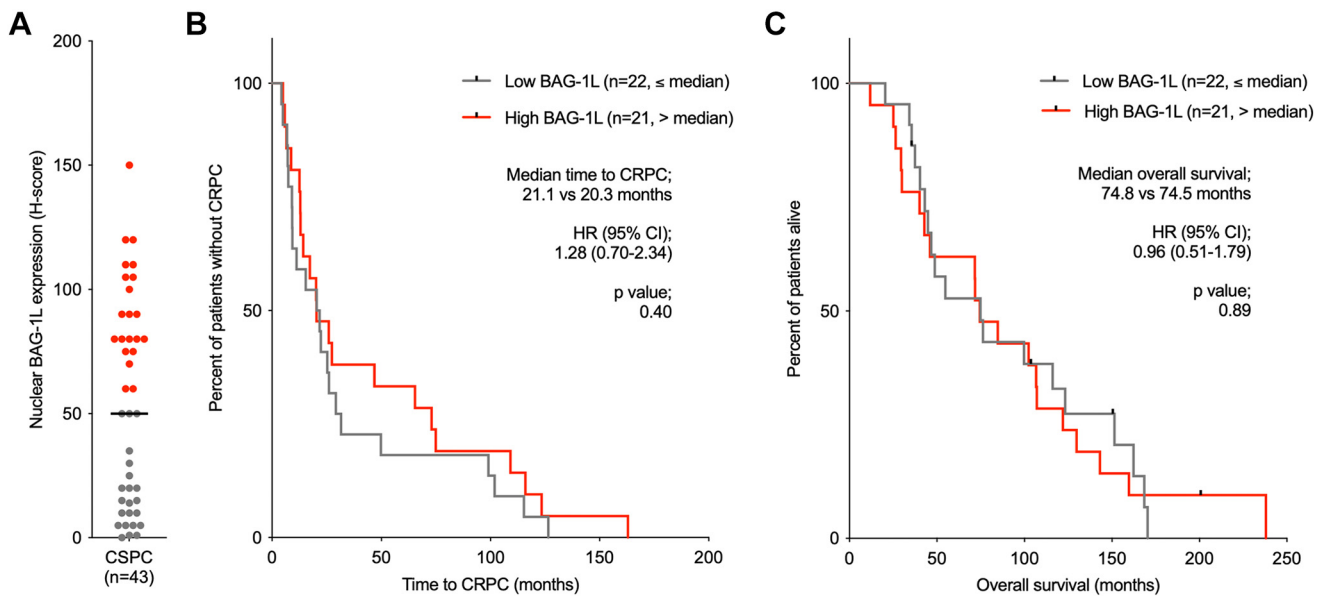 A
200
150
100
50
0
Nuclear BAG-1L expression (H-score)
CSPC
(n=43)
B
100
50
0
Percent of patients without CRPC
Low BAG-1L (n=22, ≤ median)
High BAG-1L (n=21, > median)
Median time to CRPC;
21.1 vs 20.3 months
HR (95% CI);
1.28 (0.70-2.34)
p value;
0.40
0 50 100 150 200
Time to CRPC (months)
C
100
50
0
Percent of patients alive
Low BAG-1L (n=22, ≤ median)
High BAG-1L (n=21, > median)
Median overall survival;
74.8 vs 74.5 months
HR (95% CI);
0.96 (0.51-1.79)
p value;
0.89
0 50 100 150 200 250
Overall survival (months)